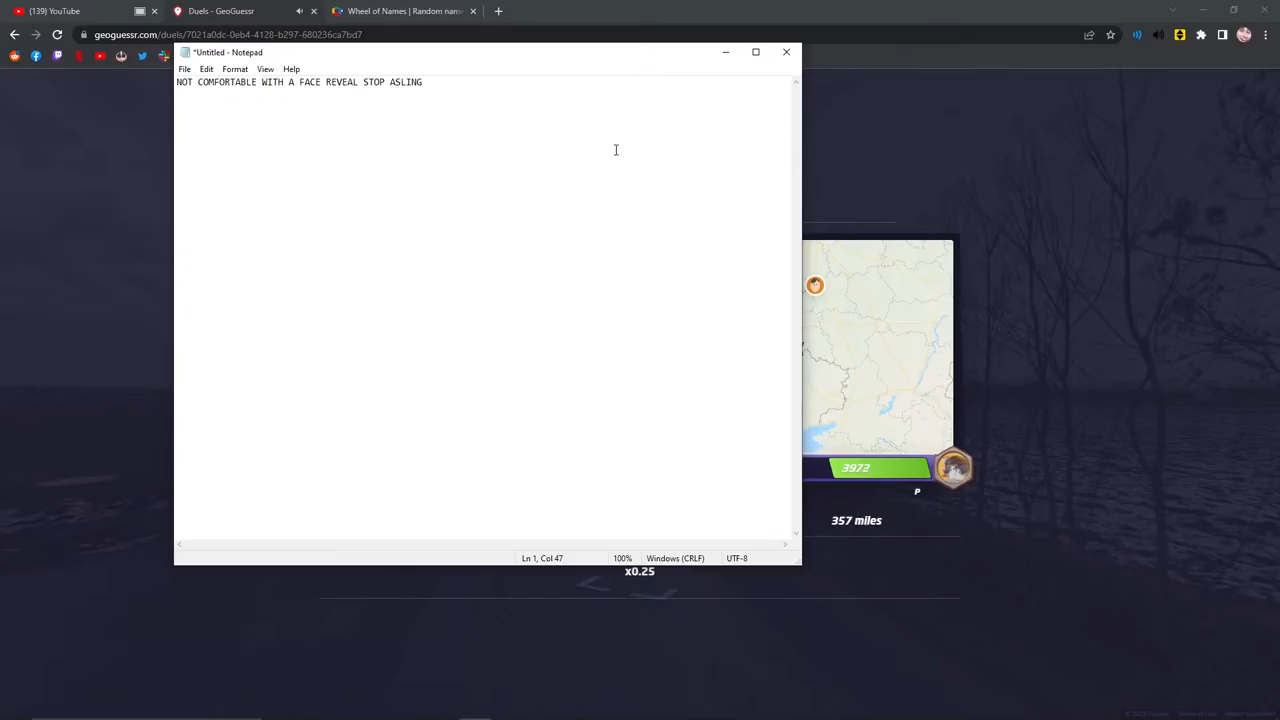 (139) YouTube
Duels - GeoGuessr
Wheel of Names | Random name
geoguessr.com/duels/7021a0dc-0eb4-4128-b297-680236ca7bd7
*Untitled - Notepad
File Edit Format View Help
NOT COMFORTABLE WITH A FACE REVEAL STOP ASLING
3972
P
357 miles
Ln 1, Col 47
100%
Windows (CRLF)
UTF-8
x0.25